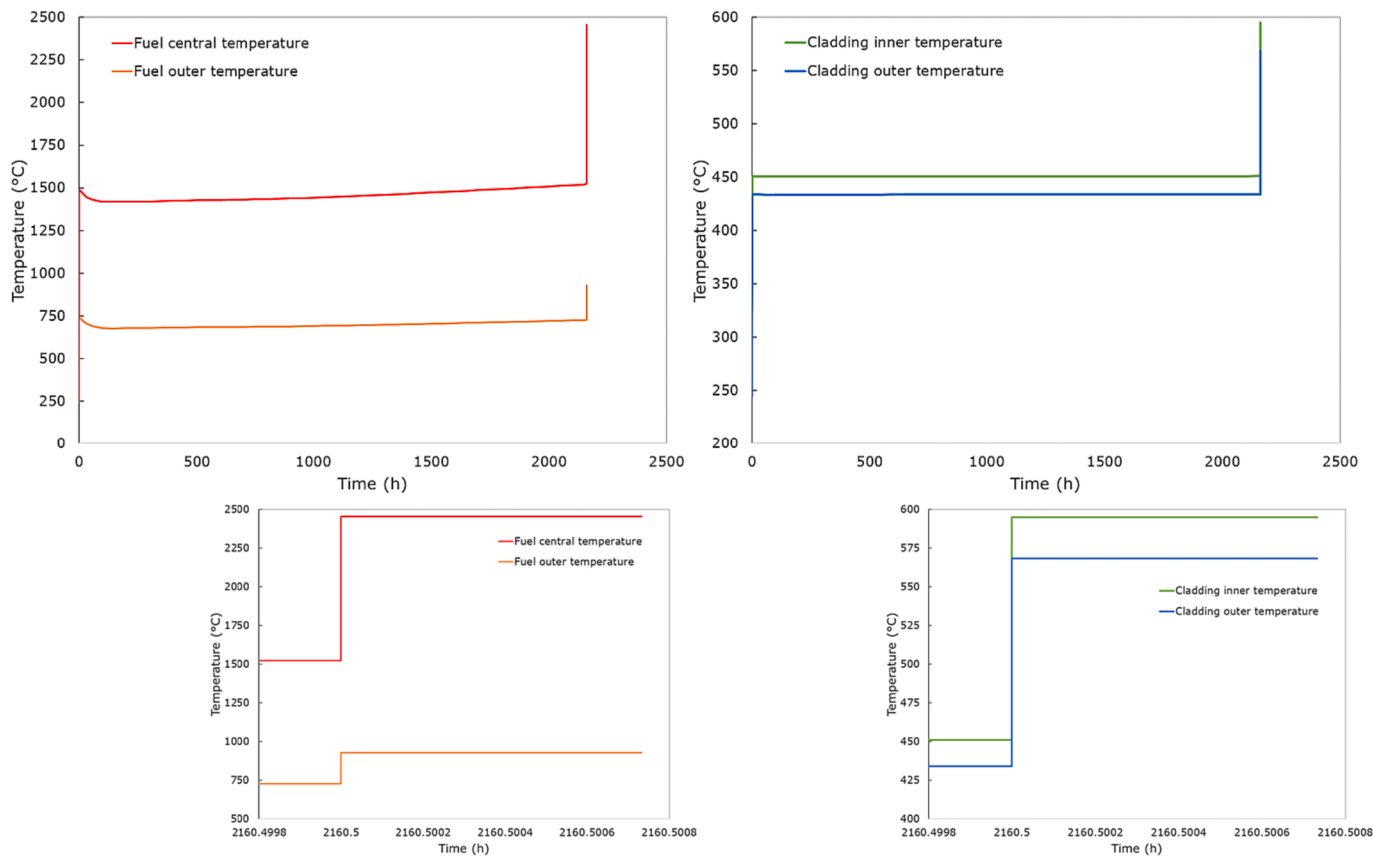 Fuel central temperature
Fuel outer temperature
Temperature (°C)
2500
2250
2000
1750
1500
1250
1000
750
500
250
0
0 500 1000 1500 2000 2500
Time (h)
Cladding inner temperature
Cladding outer temperature
Temperature (°C)
600
550
500
450
400
350
300
250
200
0 500 1000 1500 2000 2500
Time (h)
Fuel central temperature
Fuel outer temperature
Temperature (°C)
2500
2250
2000
1750
1500
1250
1000
750
500
2160.4998 2160.5 2160.5002 2160.5004 2160.5006 2160.5008
Time (h)
Cladding inner temperature
Cladding outer temperature
Temperature (°C)
600
575
550
525
500
475
450
425
400
2160.4998 2160.5 2160.5002 2160.5004 2160.5006 2160.5008
Time (h)